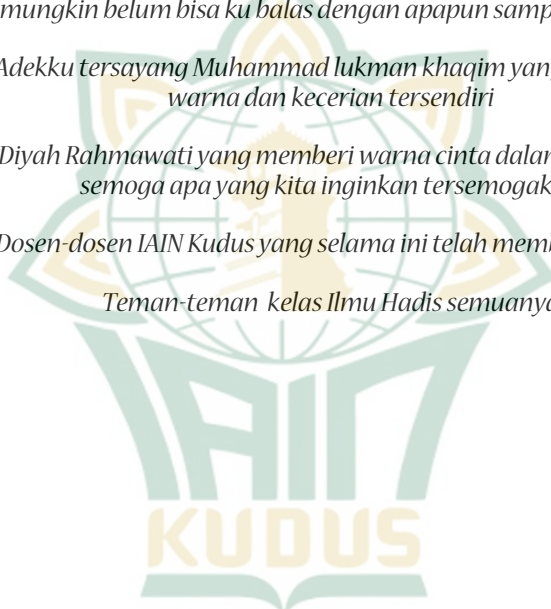 mungkin belum bisa ku balas dengan apapun samp
Adekku tersayang Muhammad lukman khaqim yang
warna dan kecerian tersendiri
Diyah Rahmawati yang memberi warna cinta dalam
semoga apa yang kita inginkan tersemogak
Dosen-dosen IAIN Kudus yang selama ini telah memb
Teman-teman kelas Ilmu Hadis semuanya
IAIN
KUDUS